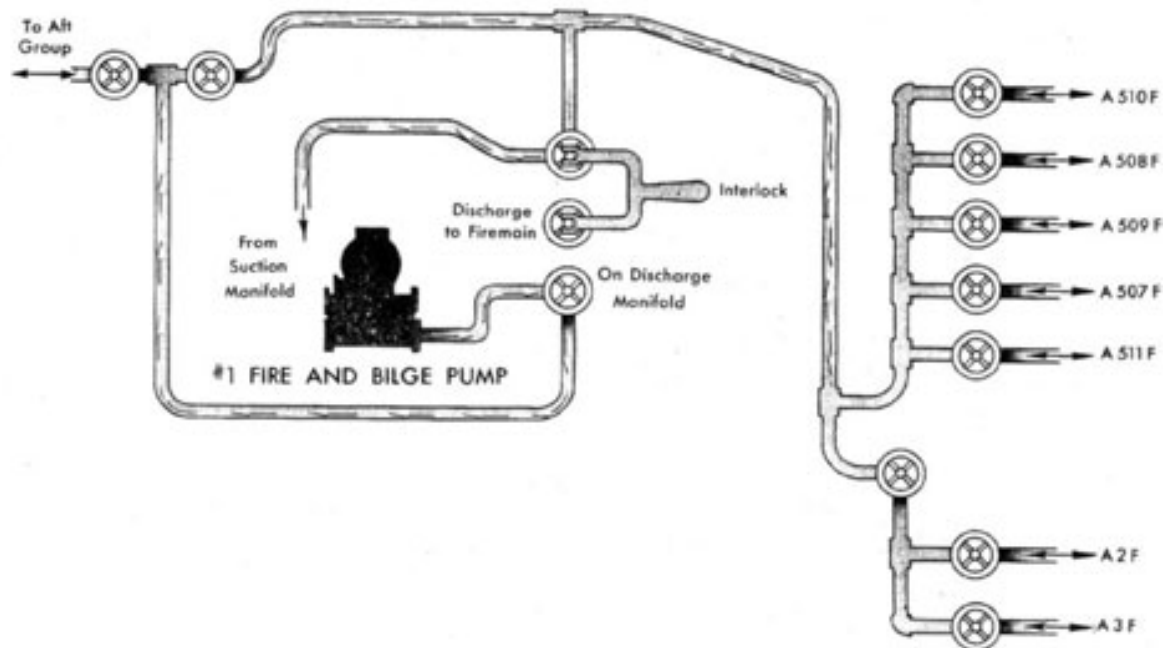 To Aft
Group
From
Suction
Manifold
Discharge
to Firemain
Interlock
On Discharge
Manifold
#1 FIRE AND BILGE PUMP
A 510 F
A 508 F
A 509 F
A 507 F
A 511 F
A 2 F
A 3 F